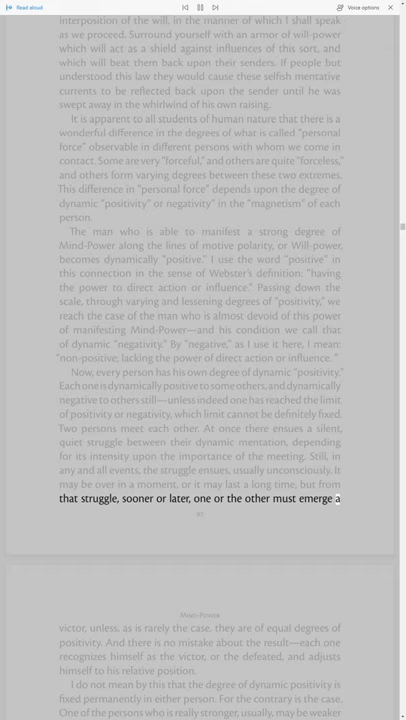 Read aloud
Voice options
interposition of the will, in the manner of which I shall speak
as we proceed. Surround yourself with an armor of will-power
which will act as a shield against influences of this sort, and
which will beat them back upon their senders. If people but
understood this law they would cause these selfish mentative
currents to be reflected back upon the sender until he was
swept away in the whirlwind of his own raising.
It is apparent to all students of human nature that there is a
wonderful difference in the degrees of what is called "personal
force" observable in different persons with whom we come in
contact. Some are very "forceful," and others are quite "forceless,"
and others form varying degrees between these two extremes.
This difference in "personal force" depends upon the degree of
dynamic "positivity" or negativity" in the "magnetism" of each
person.
The man who is able to manifest a strong degree of
Mind-Power along the lines of motive polarity, or Will-power,
becomes dynamically "positive." I use the word "positive" in
this connection in the sense of Webster's definition: "having
the power to direct action or influence." Passing down the
scale, through varying and lessening degrees of "positivity," we
reach the case of the man who is almost devoid of this power
of manifesting Mind-Power—and his condition we call that
of dynamic "negativity." By "negative," as I use it here, I mean:
"non-positive; lacking the power of direct action or influence. "
Now, every person has his own degree of dynamic "positivity."
Each one is dynamically positive to some others, and dynamically
negative to others still—unless indeed one has reached the limit
of positivity or negativity, which limit cannot be definitely fixed.
Two persons meet each other. At once there ensues a silent,
quiet struggle between their dynamic mentation, depending
for its intensity upon the importance of the meeting. Still, in
any and all events, the struggle ensues, usually unconsciously. It
may be over in a moment, or it may last a long time, but from
that struggle, sooner or later, one or the other must emerge a
Mind-Power
victor, unless, as is rarely the case, they are of equal degrees of
positivity. And there is no mistake about the result—each one
recognizes himself as the victor, or the defeated, and adjusts
himself to his relative position.
I do not mean by this that the degree of dynamic positivity is
fixed permanently in either person. For the contrary is the case.
One of the persons who is really stronger, usually, may be weaker